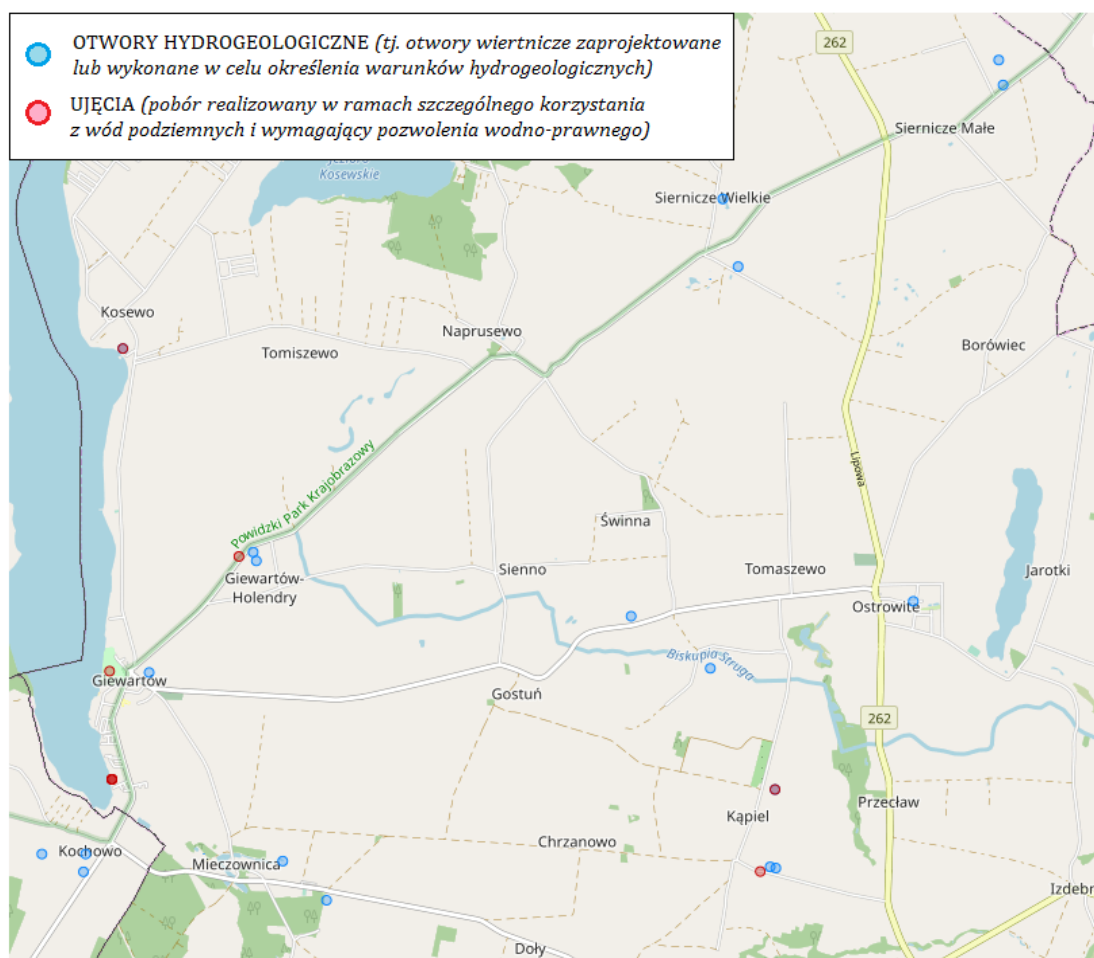 OTWORY HYDROGEOLOGICZNE (tj. otwory wiertnicze zaprojektowane
lub wykonane w celu określenia warunków hydrogeologicznych)
UJĘCIA (pobór realizowany w ramach szczególnego korzystania
z wód podziemnych i wymagający pozwolenia wodno-prawnego)
262
Siernicze Małe
Kosewskie
Siernicze Wielkie
Kosewo
Naprusewo
Tomiszewo
Borówiec
Lipowa
Powidzki Park Krajobrazowy
Świnna
Giewartów-
Holendry
Sienno
Tomaszewo
Jarotki
Ostrowite
Biskupia Struga
Giewartów
Gostuń
262
Przecław
Kąpiel
Chrzanowo
Kochowo
Mieczownica
Izdebn
Doły